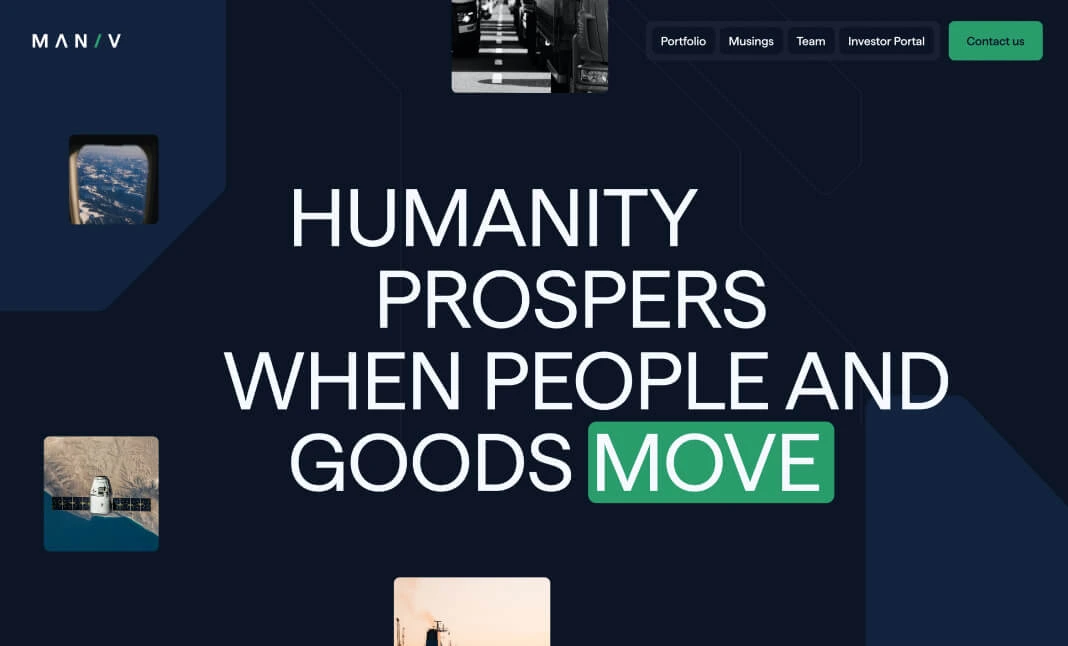 MAN/V
Portfolio
Musings
Team
Investor Portal
Contact us
HUMANITY
PROSPERS
WHEN PEOPLE AND
GOODS MOVE